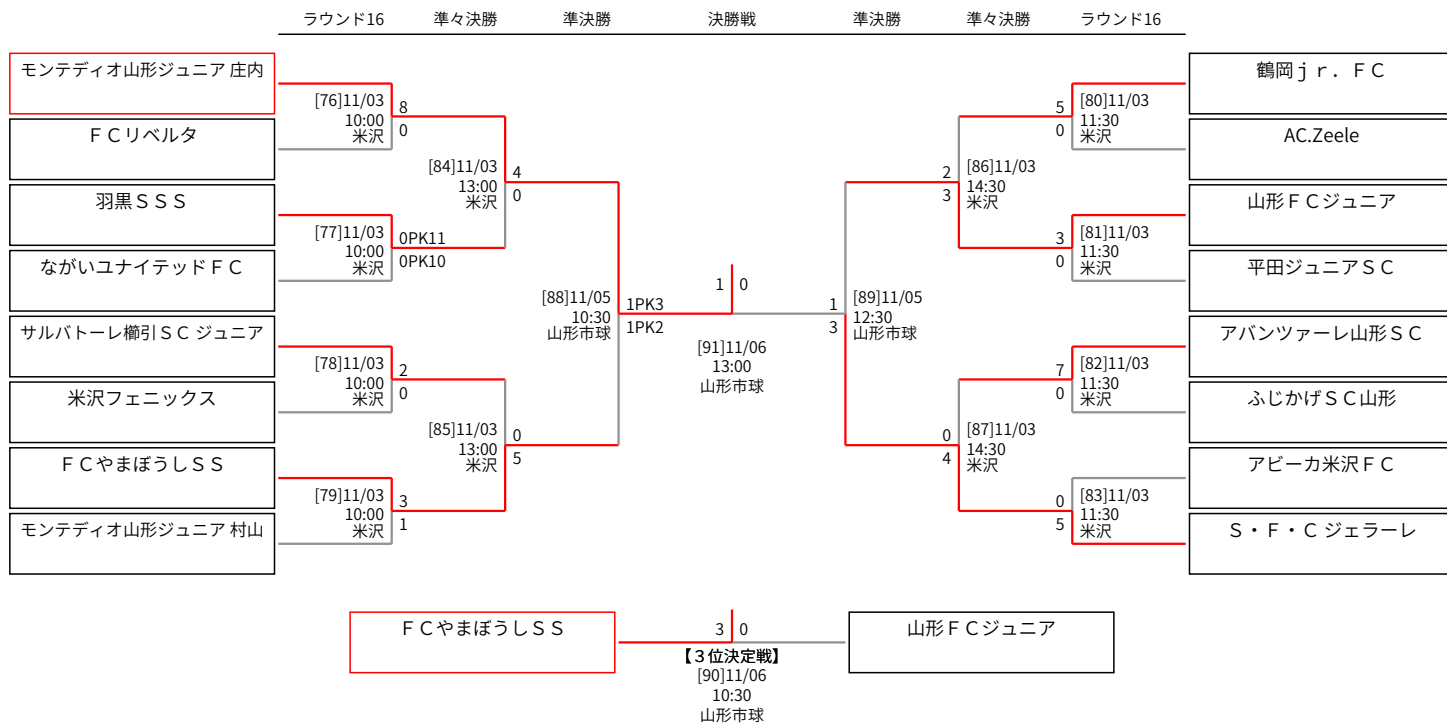 ラウンド16 準々決勝 準決勝 決勝戦 準決勝 準々決勝 ラウンド16
モンテディオ山形ジュニア 庄内
ＦＣリベルタ
羽黒ＳＳＳ
ながいユナイテッドＦＣ
サルバトーレ櫛引ＳＣ ジュニア
米沢フェニックス
ＦＣやまぼうしＳＳ
モンテディオ山形ジュニア 村山
[76]11/03
10:00
米沢
8
0
[77]11/03
10:00
米沢
0PK11
0PK10
[78]11/03
10:00
米沢
2
0
[79]11/03
10:00
米沢
3
1
[84]11/03
13:00
米沢
4
0
[85]11/03
13:00
米沢
0
5
[88]11/05
10:30
山形市球
1PK3
1PK2
1 0
[91]11/06
13:00
山形市球
1
3
[89]11/05
12:30
山形市球
2
3
[86]11/03
14:30
米沢
0
4
[87]11/03
14:30
米沢
5
0
[80]11/03
11:30
米沢
3
0
[81]11/03
11:30
米沢
7
0
[82]11/03
11:30
米沢
0
5
[83]11/03
11:30
米沢
鶴岡ｊｒ．ＦＣ
AC.Zeele
山形ＦＣジュニア
平田ジュニアＳＣ
アバンツァーレ山形ＳＣ
ふじかげＳＣ山形
アビーカ米沢ＦＣ
Ｓ・Ｆ・Ｃ ジェラーレ
ＦＣやまぼうしＳＳ 3 0 山形ＦＣジュニア
【３位決定戦】
[90]11/06
10:30
山形市球